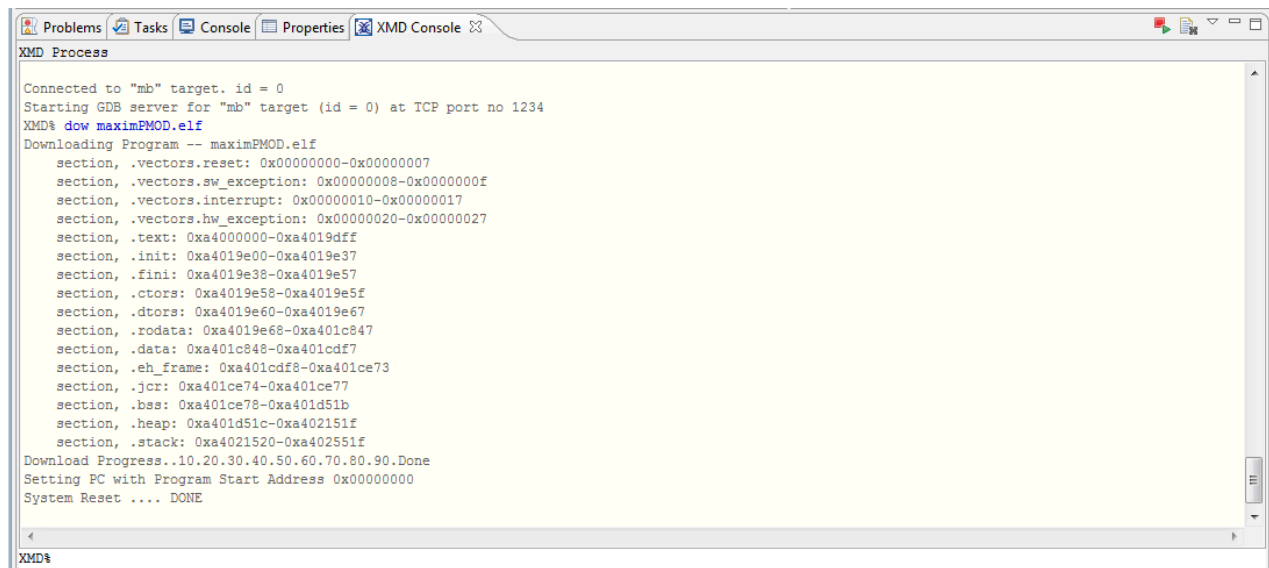 Problems Tasks Console Properties XMD Console
XMD Process
Connected to "mb" target. id = 0
Starting GDB server for "mb" target (id = 0) at TCP port no 1234
XMD% dow maximPMOD.elf
Downloading Program -- maximPMOD.elf
section, .vectors.reset: 0x00000000-0x00000007
section, .vectors.sw_exception: 0x00000008-0x0000000f
section, .vectors.interrupt: 0x00000010-0x00000017
section, .vectors.hw_exception: 0x00000020-0x00000027
section, .text: 0xa4000000-0xa4019dff
section, .init: 0xa4019e00-0xa4019e37
section, .fini: 0xa4019e38-0xa4019e57
section, .ctors: 0xa4019e58-0xa4019e5f
section, .dtors: 0xa4019e60-0xa4019e67
section, .rodata: 0xa4019e68-0xa401c847
section, .data: 0xa401c848-0xa401cdf7
section, .eh_frame: 0xa401cdf8-0xa401ce73
section, .jcr: 0xa401ce74-0xa401ce77
section, .bss: 0xa401ce78-0xa401d51b
section, .heap: 0xa401d51c-0xa402151f
section, .stack: 0xa4021520-0xa402551f
Download Progress..10.20.30.40.50.60.70.80.90.Done
Setting PC with Program Start Address 0x00000000
System Reset .... DONE
XMD%